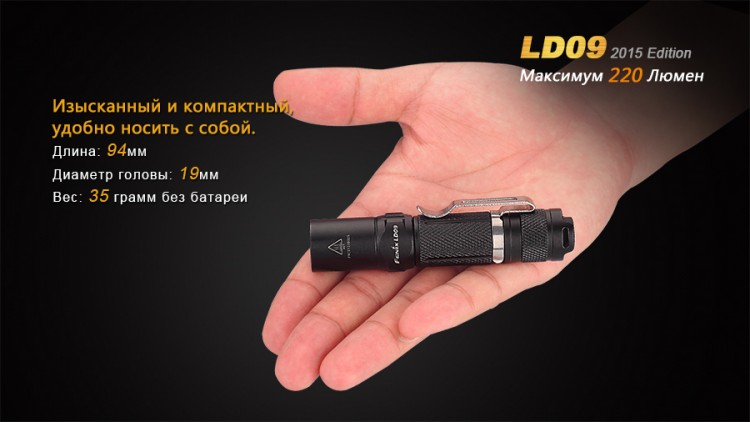 LD09 2015 Edition
Максимум 220 Люмен
Изысканный и компактный,
удобно носить с собой.
Длина: 94мм
Диаметр головы: 19мм
Вес: 35 грамм без батареи
Fenix LD09